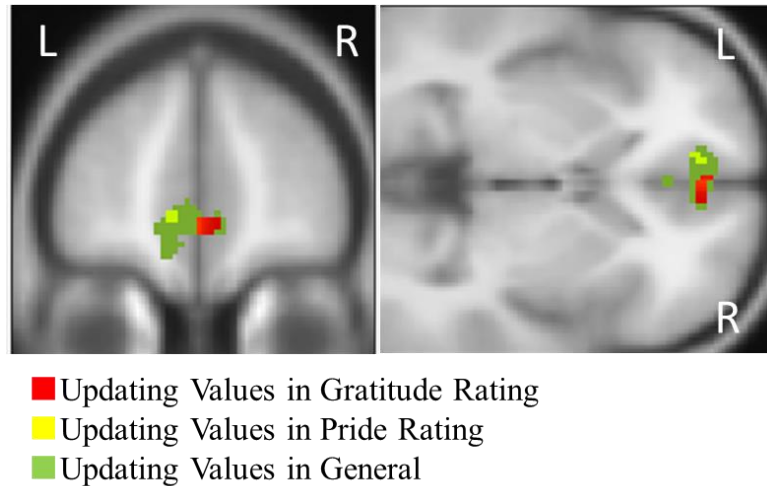 L
R
L
R
Updating Values in Gratitude Rating
Updating Values in Pride Rating
Updating Values in General